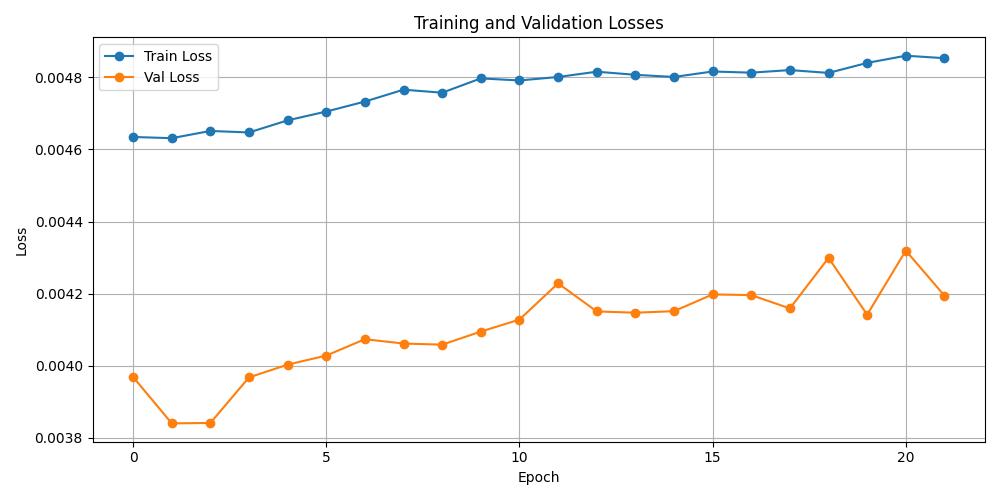 Training and Validation Losses
Train Loss
Val Loss
0.0048
0.0046
0.0044
0.0042
0.0040
0.0038
Loss
0 5 10 15 20
Epoch